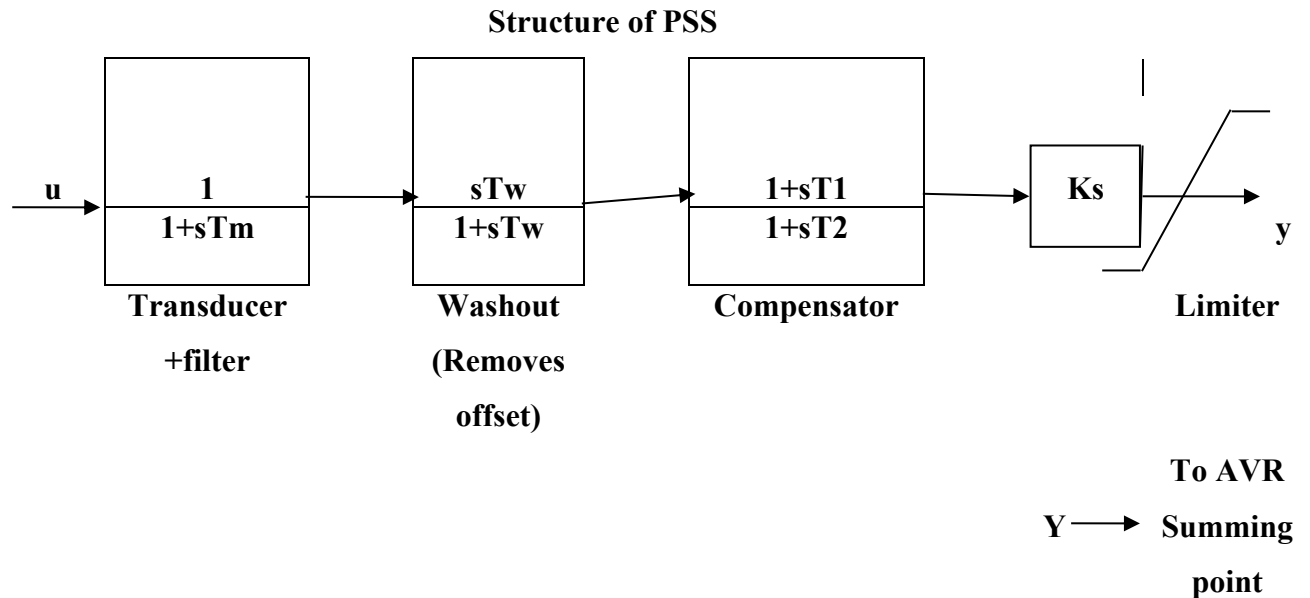 Structure of PSS
u
1
1+sTm
sTw
1+sTw
1+sT1
1+sT2
Ks
y
Transducer
+filter
Washout
(Removes
offset)
Compensator
Limiter
To AVR
Y
Summing
point